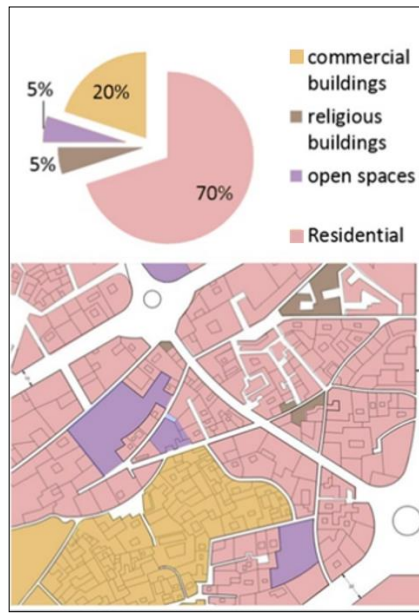 commercial
buildings
religious
buildings
open spaces
Residential
20%
5%
5%
70%